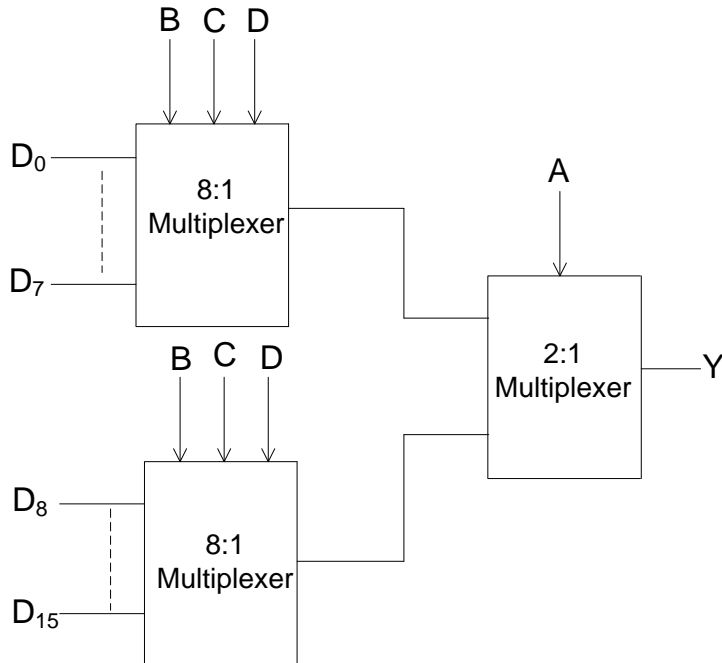 B C D
D0
8:1
Multiplexer
D7
A
B C D
2:1
Multiplexer
Y
D8
8:1
Multiplexer
D15